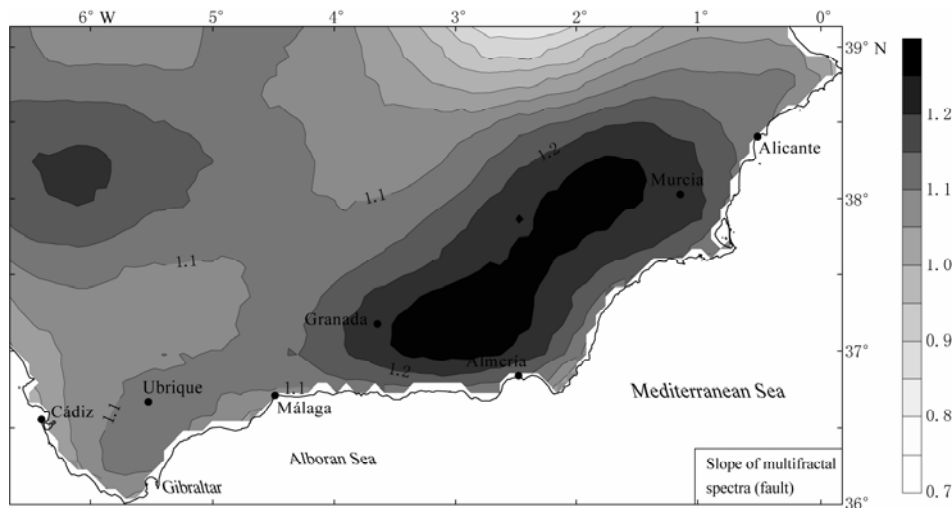 6° W 5° 4° 3° 2° 1° 0°
39° N
38°
37°
36°
1.1
1.2
1.1
1.1
1.1
1.2
1.1
Alicante
Murcia
Granada
Almería
Ubrique
Málaga
Cádiz
Gibraltar
Alboran Sea
Mediterranean Sea
Slope of multifractal
spectra (fault)
1.2
1.1
1.0
0.9
0.8
0.7